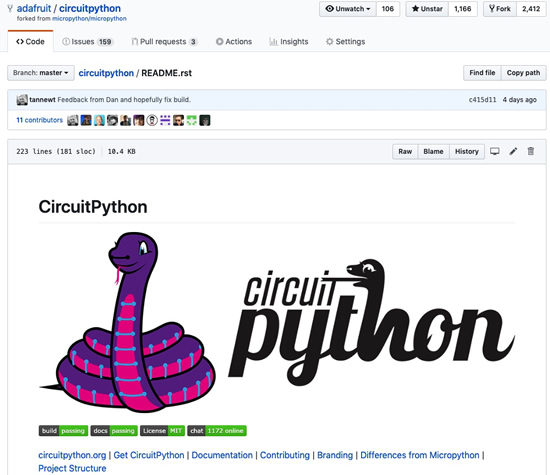 adafruit / circuitpython
forked from micropython/micropython
Unwatch 106 Unstar 1,166 Fork 2,412
Code Issues 159 Pull requests 3 Actions Insights Settings
Branch: master circuitpython / README.rst Find file Copy path
tannewt Feedback from Dan and hopefully fix build. c415d11 4 days ago
11 contributors
223 lines (181 sloc) 10.4 KB Raw Blame History
CircuitPython
circuit
python
build passing docs passing License MIT chat 1172 online
circuitpython.org | Get CircuitPython | Documentation | Contributing | Branding | Differences from Micropython |
Project Structure